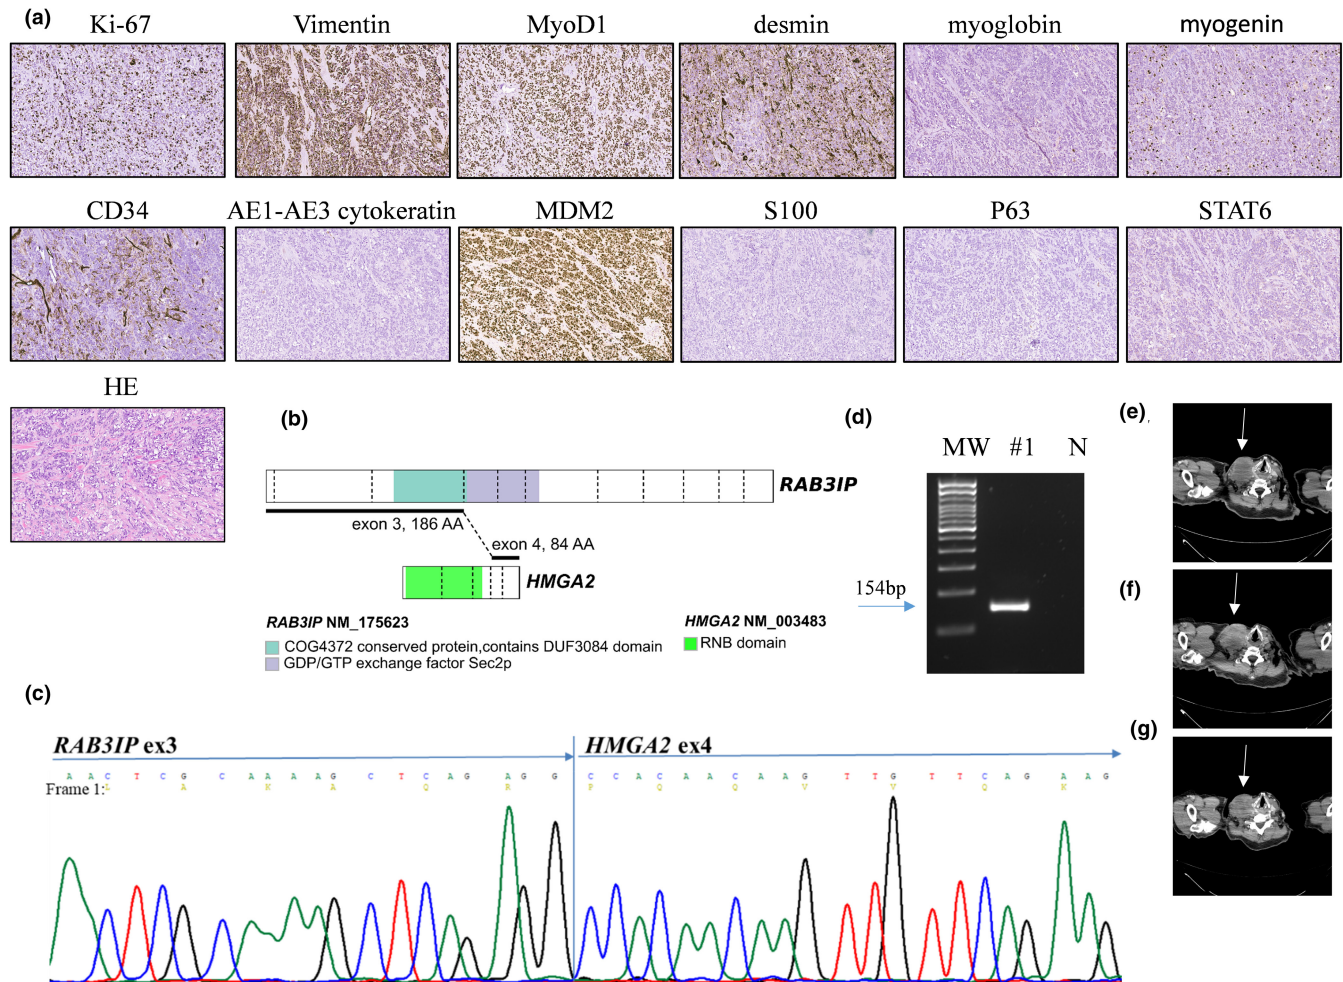 (a)
Ki-67 Vimentin MyoD1 desmin myoglobin myogenin
CD34 AE1-AE3 cytokeratin MDM2 S100 P63 STAT6
HE
(b)
RAB3IP
exon 3, 186 AA
exon 4, 84 AA
HMGA2
RAB3IP NM_175623
COG4372 conserved protein,contains DUF3084 domain
GDP/GTP exchange factor Sec2p
HMGA2 NM_003483
RNB domain
(d)
MW #1 N
154bp
(e)
(f)
(g)
(c)
RAB3IP ex3 HMGA2 ex4
A A C T C G C A A A A G C T C A G A G G C C A C A A C A A G T T G T T C A G A A G
Frame 1: L A K A Q R P Q Q V V Q K